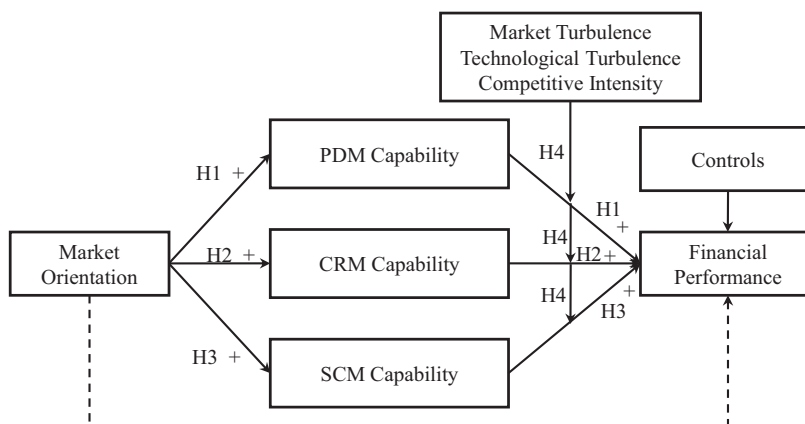 Market Turbulence
Technological Turbulence
Competitive Intensity
PDM Capability
H4
Controls
H1 +
H1
+
Market
Orientation
H2 +
CRM Capability
H4
H2 +
Financial
Performance
H4
+
H3
H3 +
SCM Capability